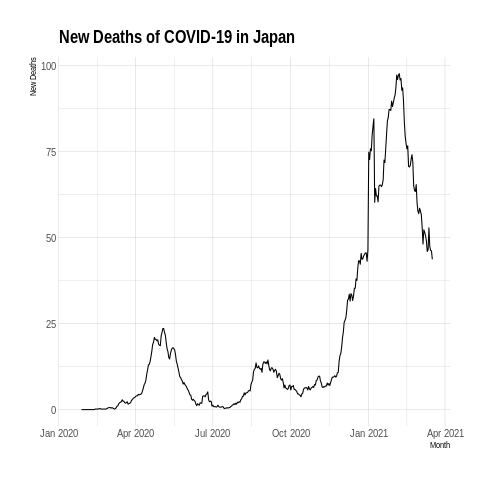 New Deaths of COVID-19 in Japan
New Deaths
100
75
50
25
0
Jan 2020
Apr 2020
Jul 2020
Oct 2020
Jan 2021
Apr 2021
Month